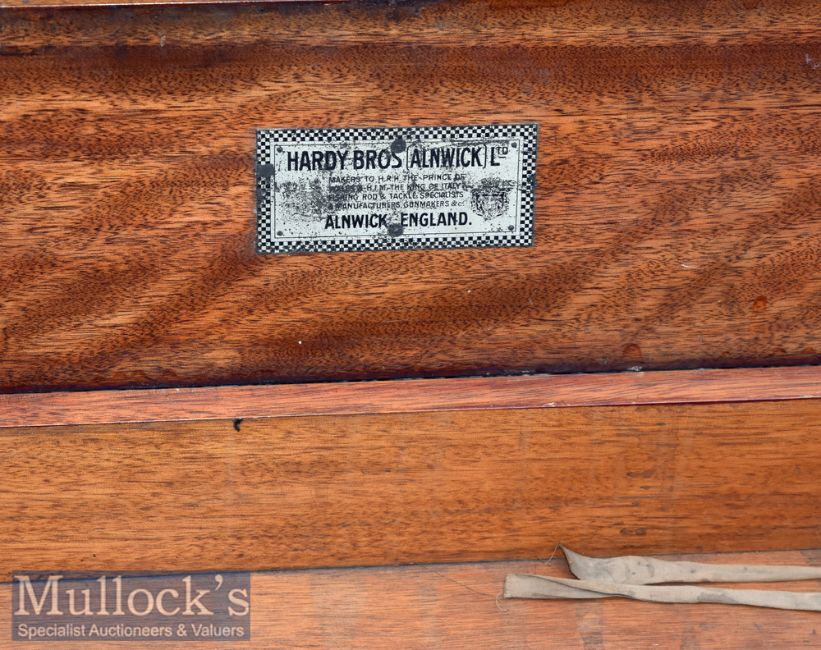 HARDY BROS (ALNWICK) LTD
MAKERS TO H.R.H. THE PRINCE OF
WALES & H.I.M. THE KING OF ITALY
FISHING ROD & TACKLE SPECIALISTS
& MANUFACTURERS, GUNMAKERS &c.
ALNWICK ENGLAND.
Mullock's
Specialist Auctioneers & Valuers